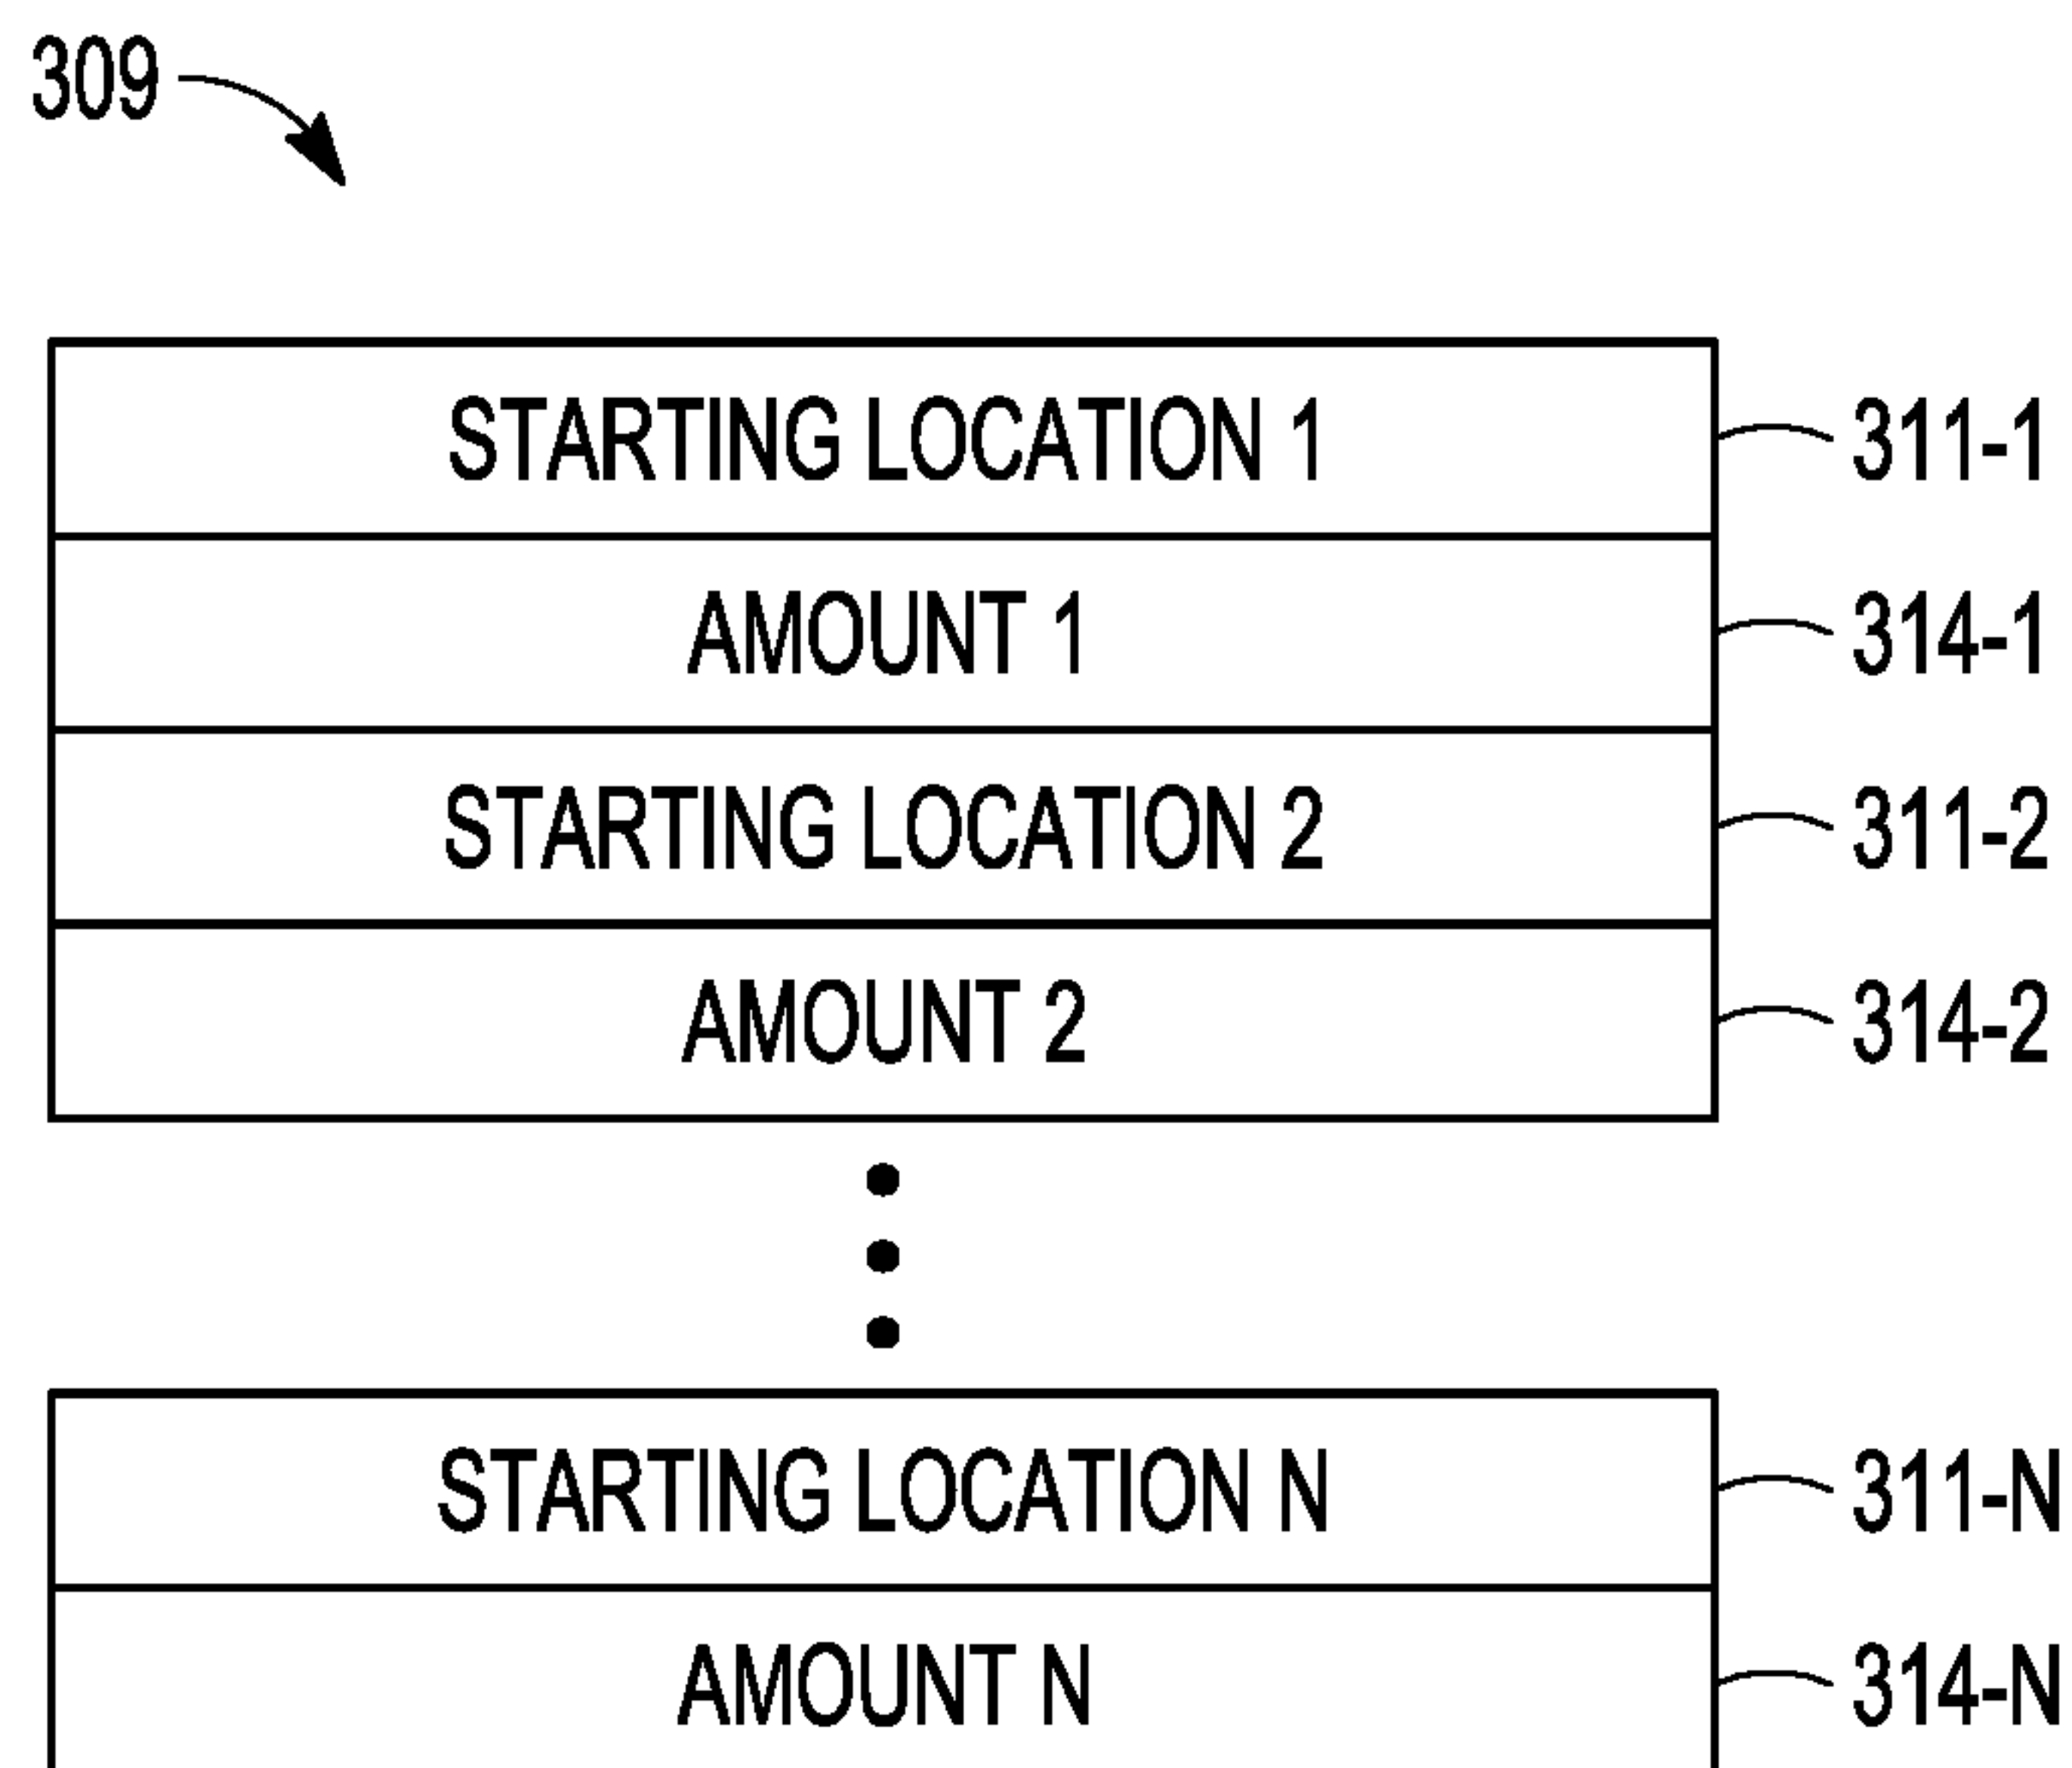 309
STARTING LOCATION 1 311-1
AMOUNT 1 314-1
STARTING LOCATION 2 311-2
AMOUNT 2 314-2
STARTING LOCATION N 311-N
AMOUNT N 314-N